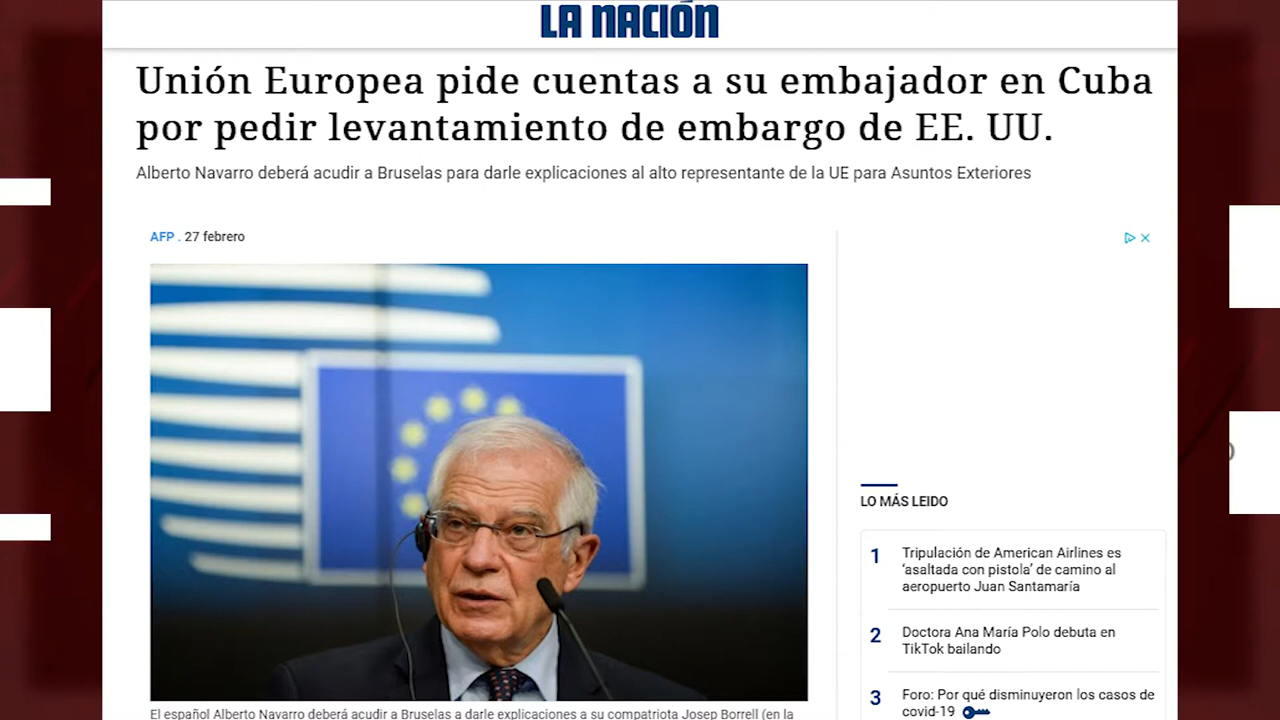 LA NACIÓN
Unión Europea pide cuentas a su embajador en Cuba
por pedir levantamiento de embargo de EE. UU.
Alberto Navarro deberá acudir a Bruselas para darle explicaciones al alto representante de la UE para Asuntos Exteriores
AFP . 27 febrero
El español Alberto Navarro deberá acudir a Bruselas a darle explicaciones a su compatriota Josep Borrell (en la
LO MÁS LEIDO
1 Tripulación de American Airlines es
‘asaltada con pistola’ de camino al
aeropuerto Juan Santamaría
2 Doctora Ana María Polo debuta en
TikTok bailando
3 Foro: Por qué disminuyeron los casos de
covid-19